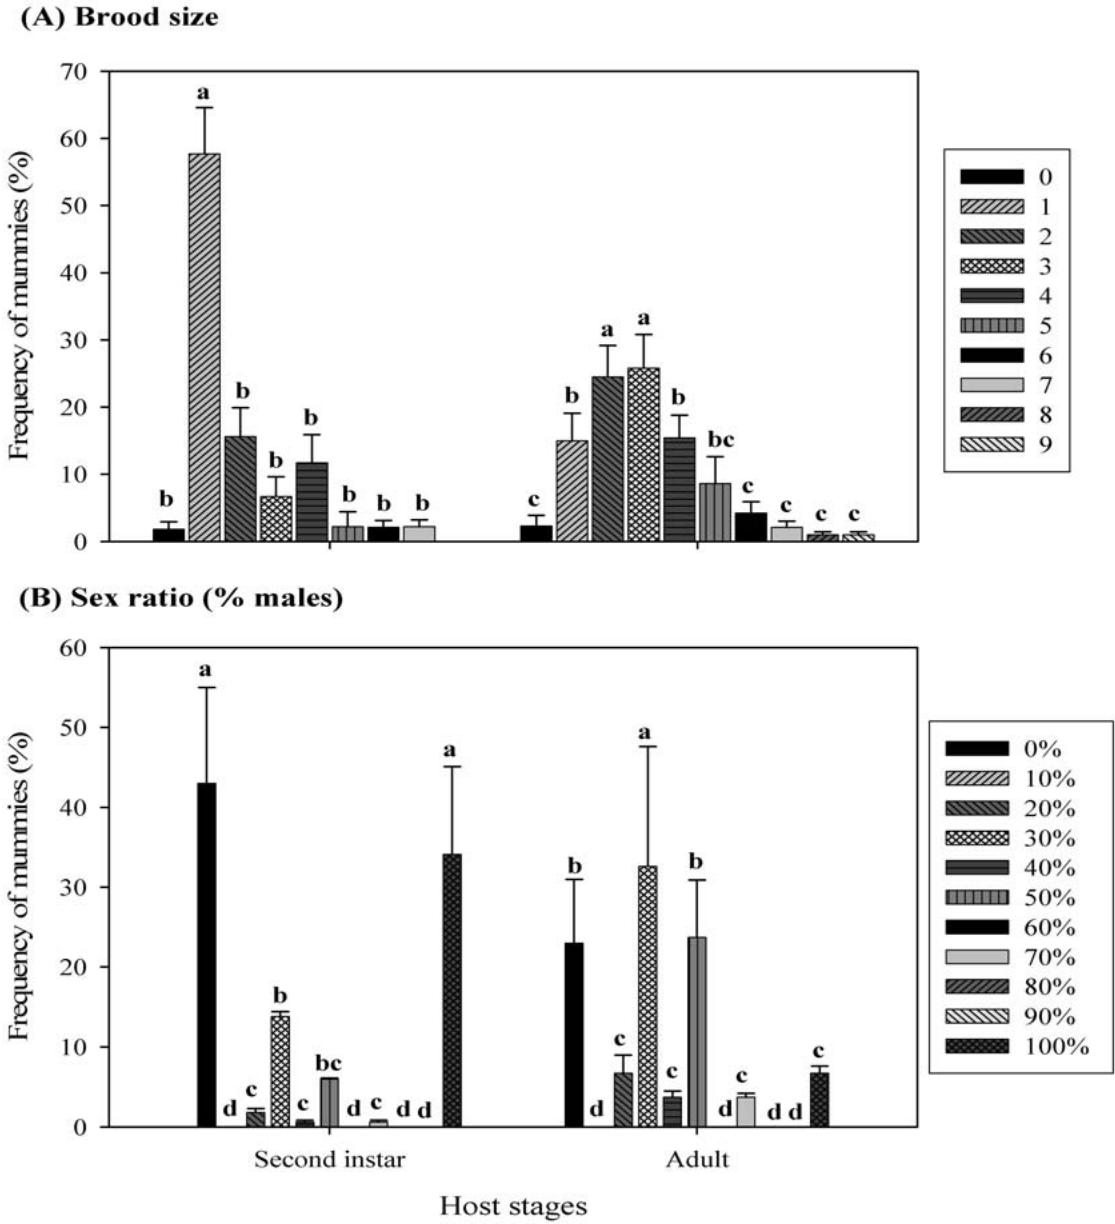 (A) Brood size
Frequency of mummies (%)
70
60
50
40
30
20
10
0
b
a
b
b
b
b
b
b
c
b
a
a
b
bc
c
c
c
c
0
1
2
3
4
5
6
7
8
9
(B) Sex ratio (% males)
Frequency of mummies (%)
60
50
40
30
20
10
0
a
d
c
b
c
bc
d
c
d
d
a
b
d
c
a
c
b
d
c
d
d
c
0%
10%
20%
30%
40%
50%
60%
70%
80%
90%
100%
Second instar
Adult
Host stages